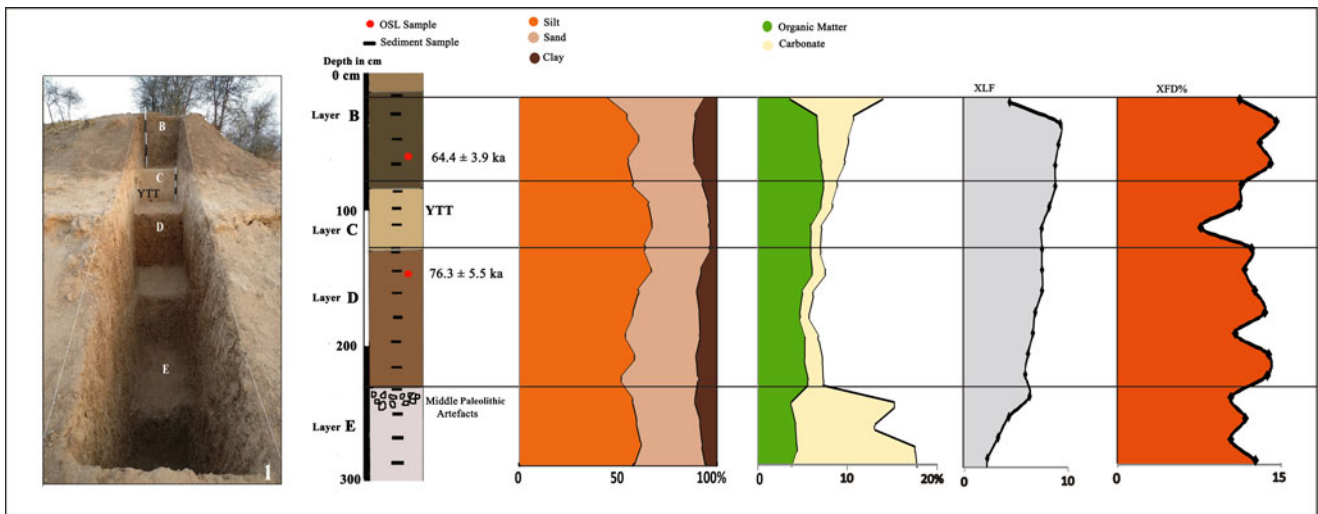 OSL Sample
Sediment Sample
Silt
Sand
Clay
Organic Matter
Carbonate
Depth in cm
0 cm
100
200
300
Layer B
Layer C
Layer D
Layer E
64.4 ± 3.9 ka
YTT
76.3 ± 5.5 ka
Middle Paleolithic
Artefacts
B
C
YTT
D
E
1
XLF
XFD%
0
100%
0
10
20%
0
10
0
15